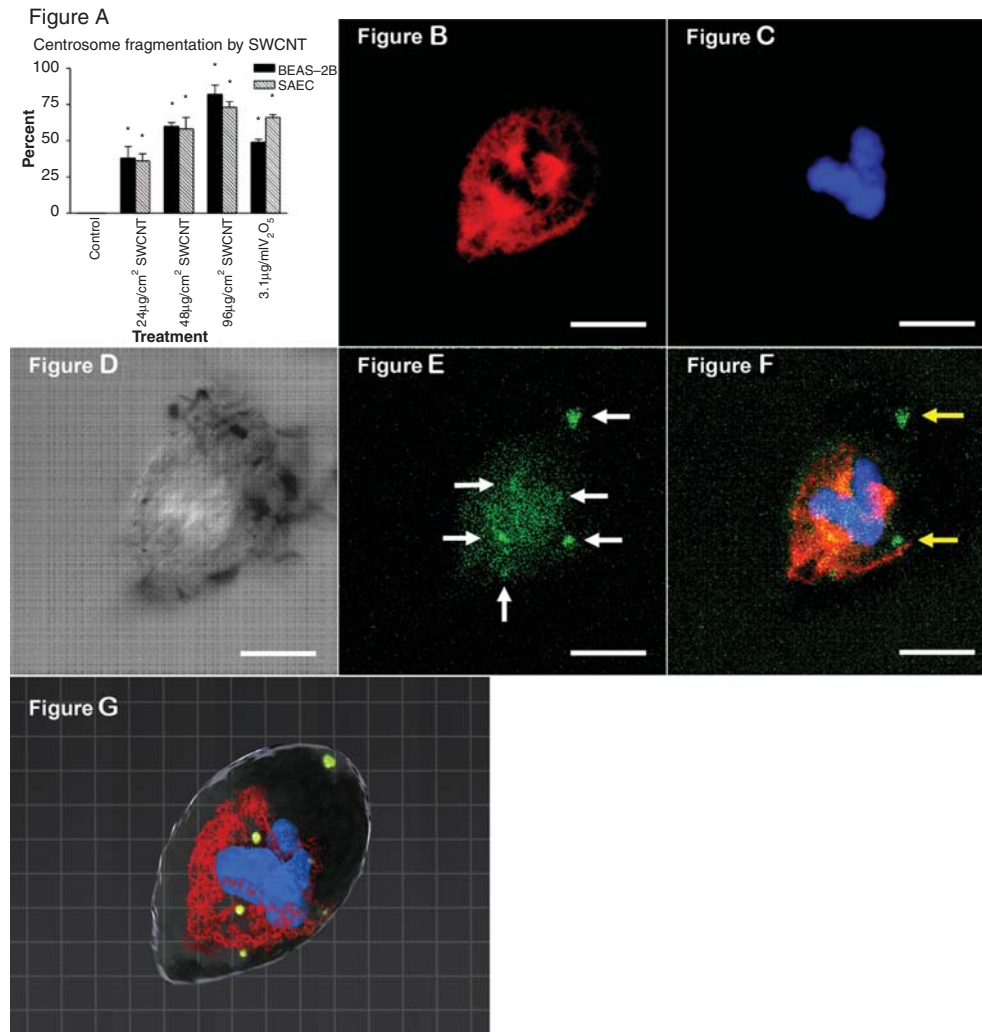 Figure A
Centrosome fragmentation by SWCNT
100
75
50
25
0
Percent
* * * * * * * *
BEAS–2B
SAEC
Control
24µg/cm² SWCNT
48µg/cm² SWCNT
96µg/cm² SWCNT
3.1µg/mlV₂O₅
Treatment
Figure B
Figure C
Figure D
Figure E
Figure F
Figure G